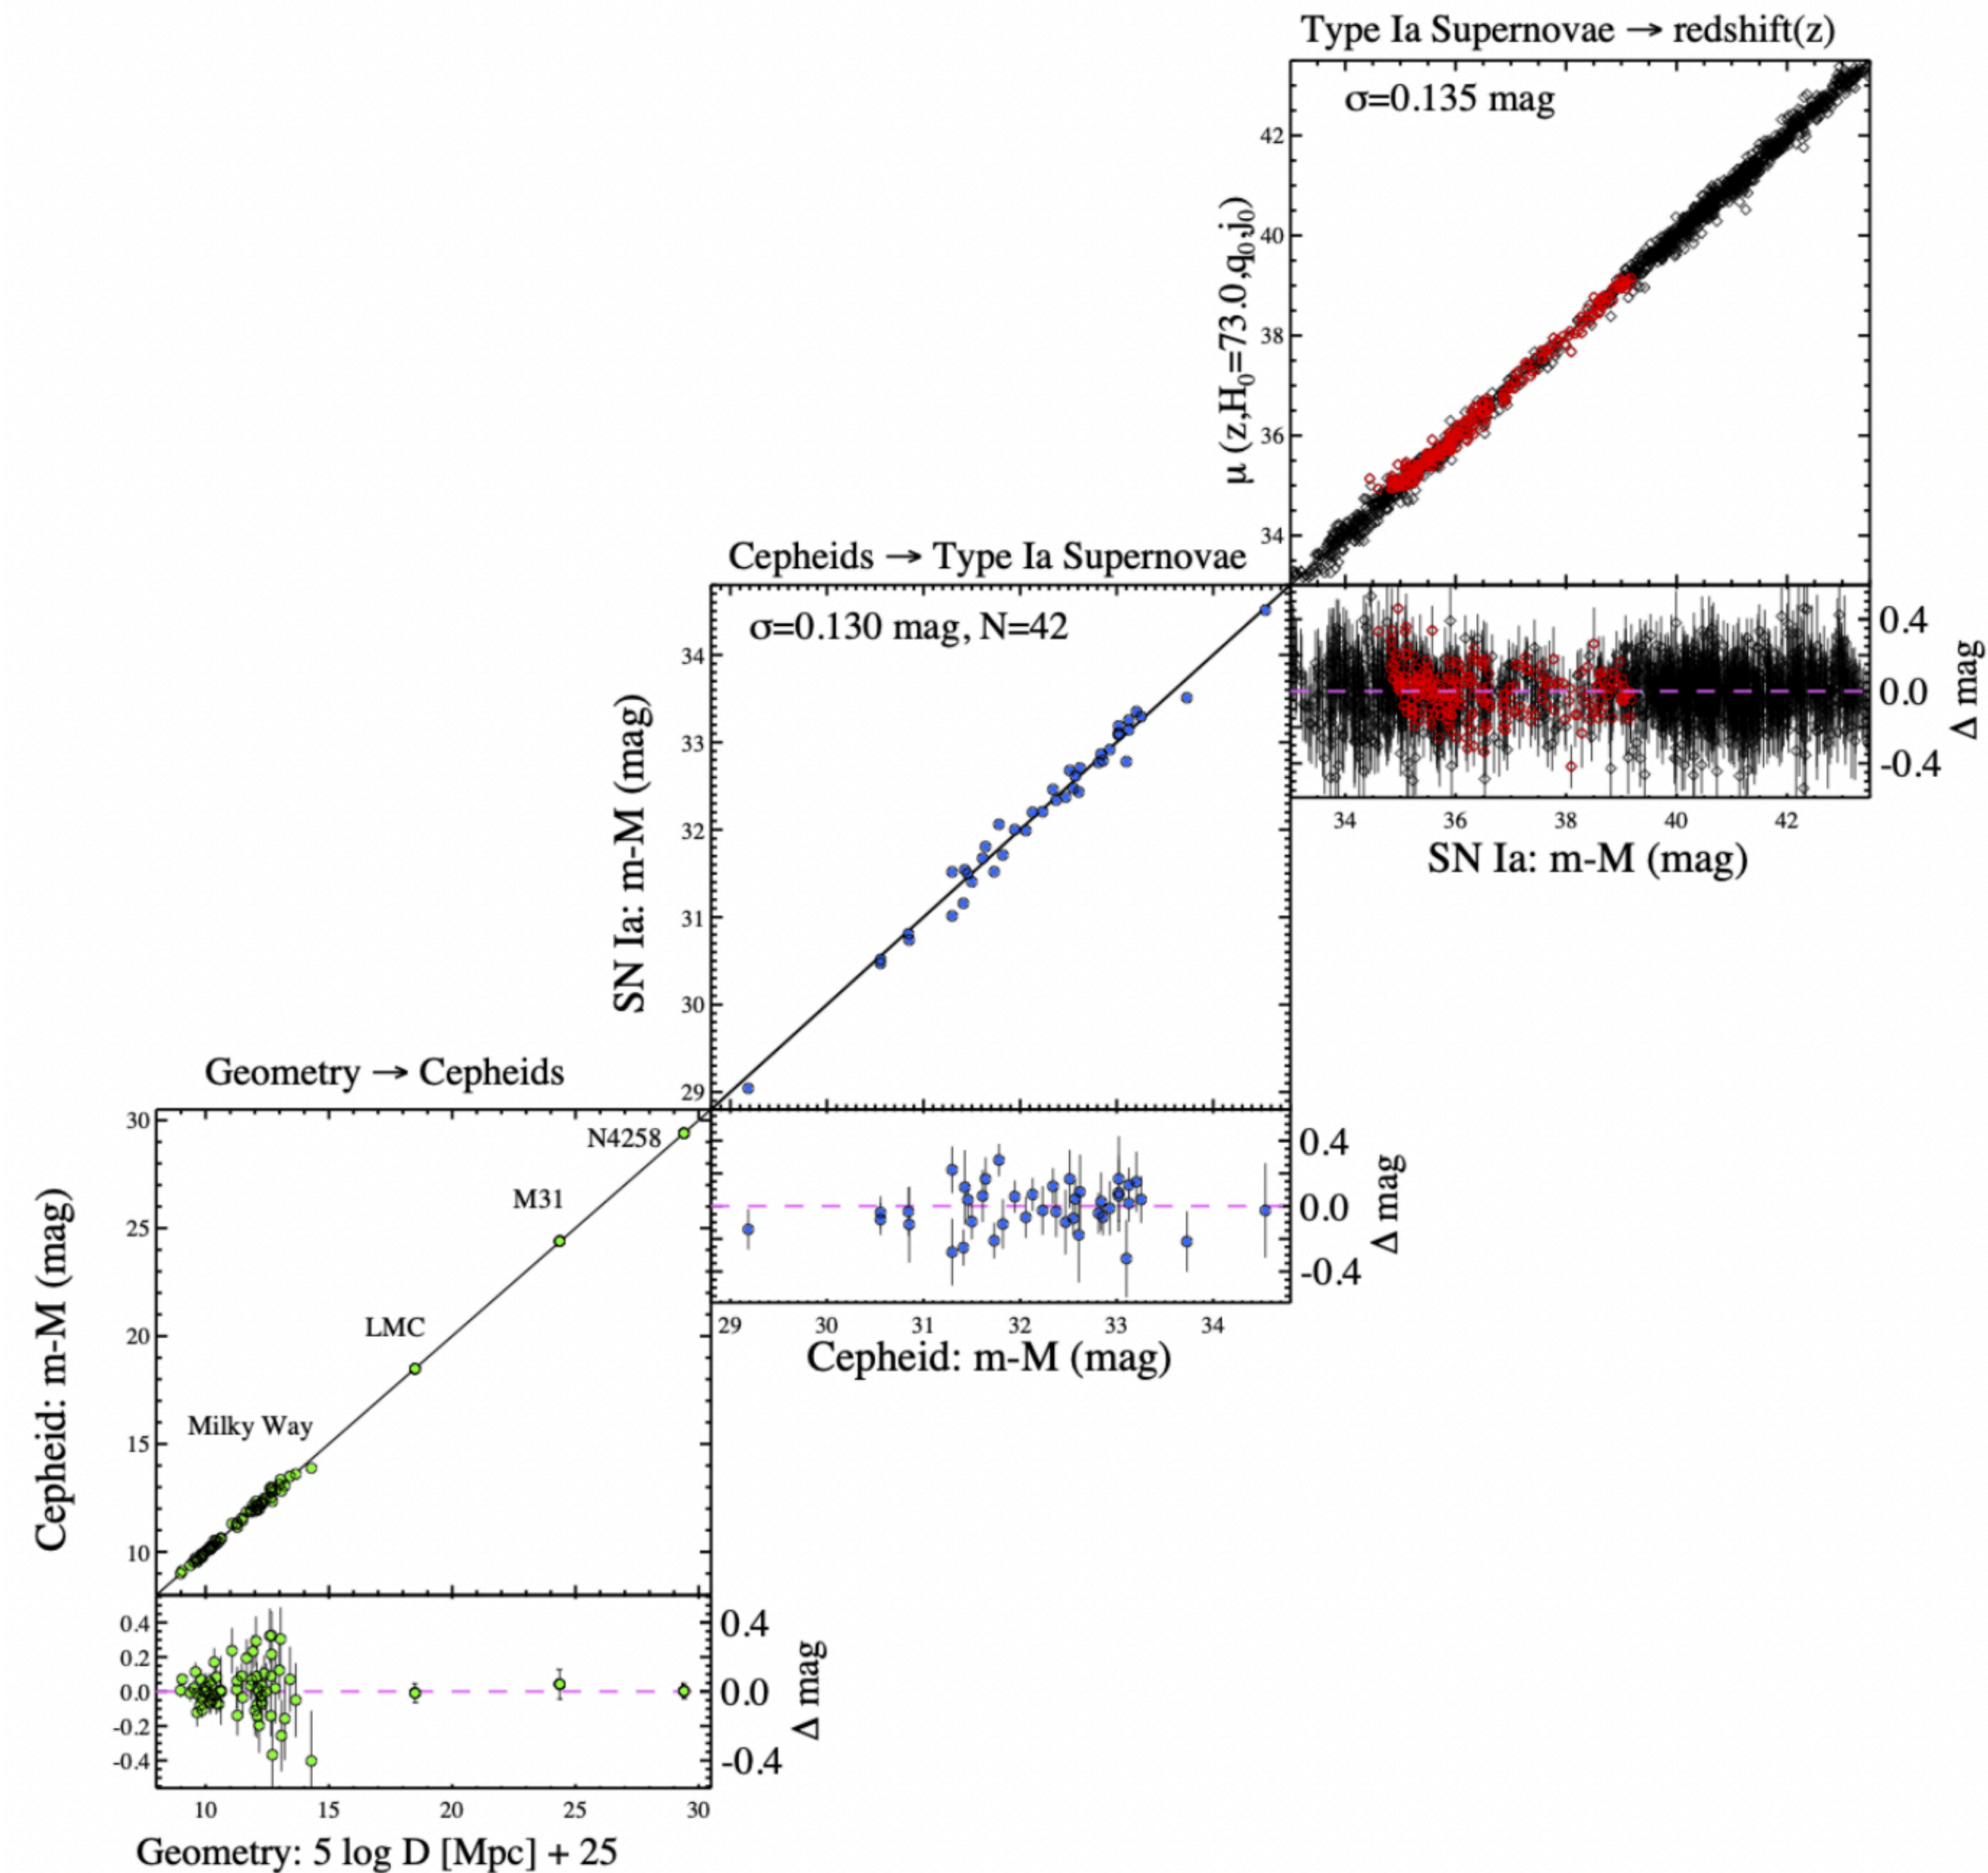 Type Ia Supernovae → redshift(z)
σ=0.135 mag
μ (z,H₀=73.0,q₀,j₀)
42
40
38
36
34
0.4
0.0
-0.4
Δ mag
34 36 38 40 42
SN Ia: m-M (mag)
Cepheids → Type Ia Supernovae
σ=0.130 mag, N=42
SN Ia: m-M (mag)
34
33
32
31
30
29
0.4
0.0
-0.4
Δ mag
29 30 31 32 33 34
Cepheid: m-M (mag)
Geometry → Cepheids
Cepheid: m-M (mag)
30
25
20
15
10
N4258
M31
LMC
Milky Way
0.4
0.2
0.0
-0.2
-0.4
0.4
0.0
-0.4
Δ mag
10 15 20 25 30
Geometry: 5 log D [Mpc] + 25